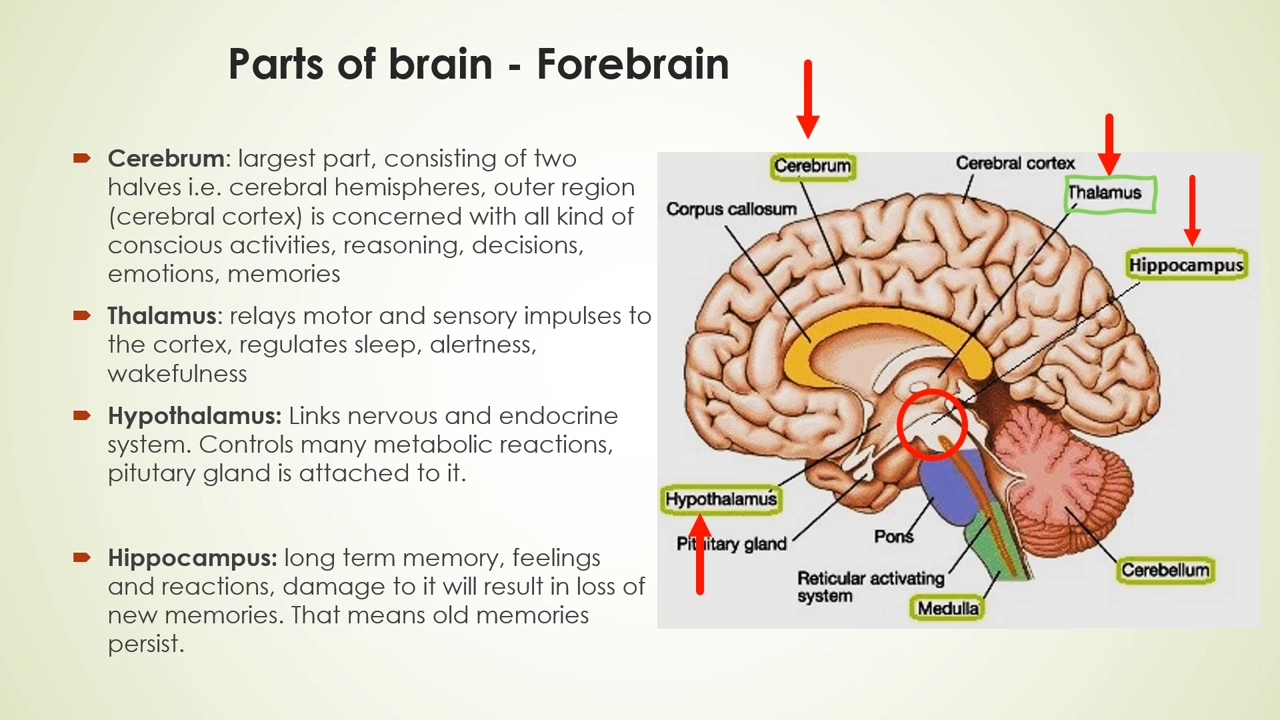 Parts of brain - Forebrain
Cerebrum: largest part, consisting of two
halves i.e. cerebral hemispheres, outer region
(cerebral cortex) is concerned with all kind of
conscious activities, reasoning, decisions,
emotions, memories
Thalamus: relays motor and sensory impulses to
the cortex, regulates sleep, alertness,
wakefulness
Hypothalamus: Links nervous and endocrine
system. Controls many metabolic reactions,
pitutary gland is attached to it.
Hippocampus: long term memory, feelings
and reactions, damage to it will result in loss of
new memories. That means old memories
persist.
Cerebrum
Cerebral cortex
Thalamus
Corpus callosum
Hippocampus
Hypothalamus
Pituitary gland
Pons
Reticular activating
system
Medulla
Cerebellum